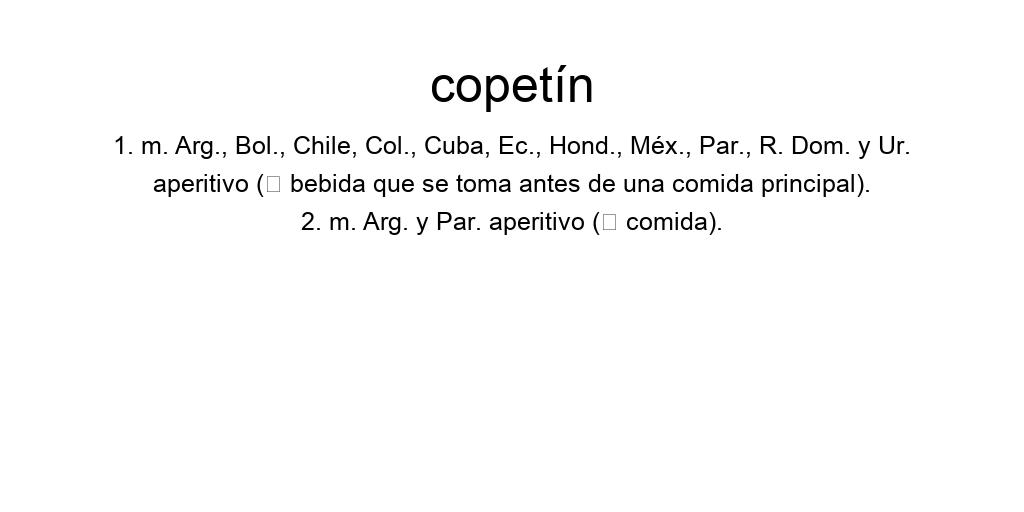 copetín
1. m. Arg., Bol., Chile, Col., Cuba, Ec., Hond., Méx., Par., R. Dom. y Ur.
aperitivo (□ bebida que se toma antes de una comida principal).
2. m. Arg. y Par. aperitivo (□ comida).